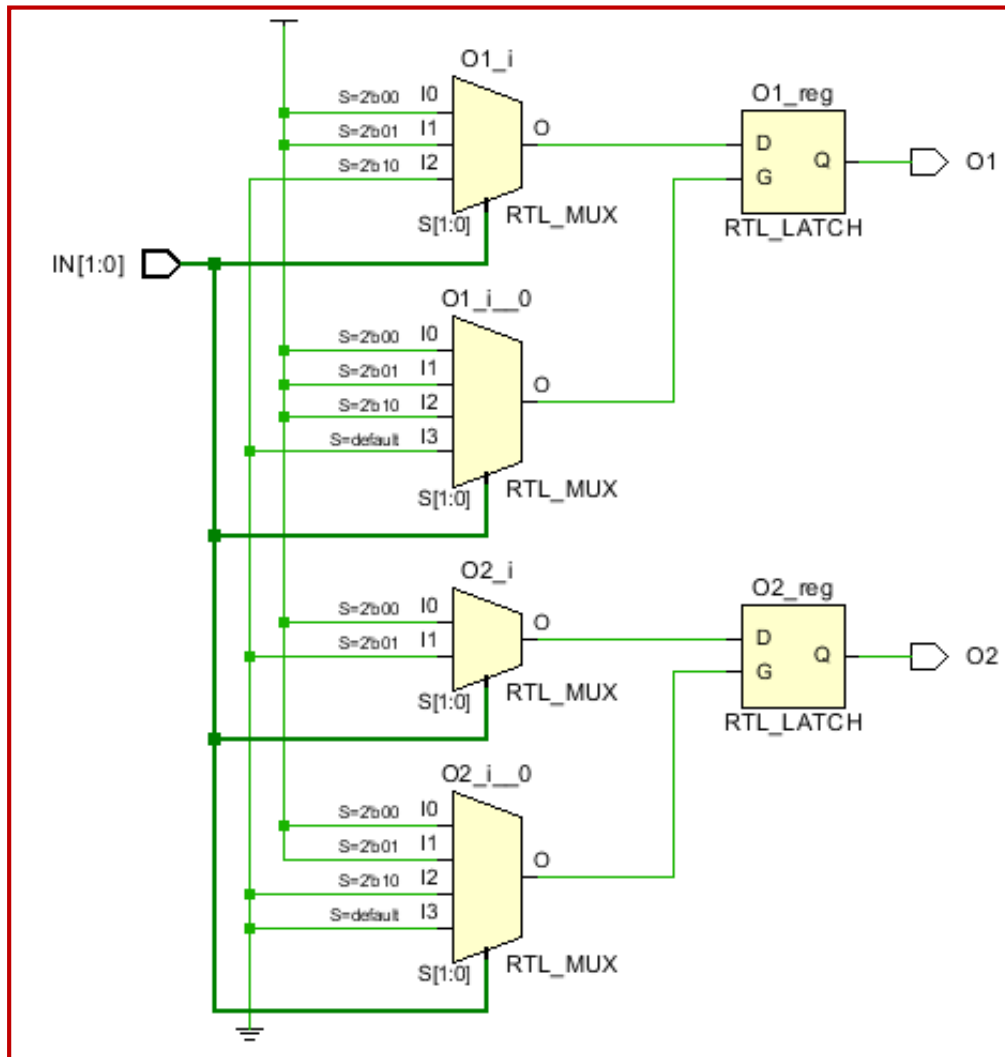 O1_i
S=2'b00 I0
S=2'b01 I1
S=2'b10 I2
O
S[1:0]
RTL_MUX
O1_reg
D
G
Q
RTL_LATCH
O1
IN[1:0]
O1_i__0
S=2'b00 I0
S=2'b01 I1
S=2'b10 I2
S=default I3
O
S[1:0]
RTL_MUX
O2_i
S=2'b00 I0
S=2'b01 I1
O
S[1:0]
RTL_MUX
O2_reg
D
G
Q
RTL_LATCH
O2
O2_i__0
S=2'b00 I0
S=2'b01 I1
S=2'b10 I2
S=default I3
O
S[1:0]
RTL_MUX